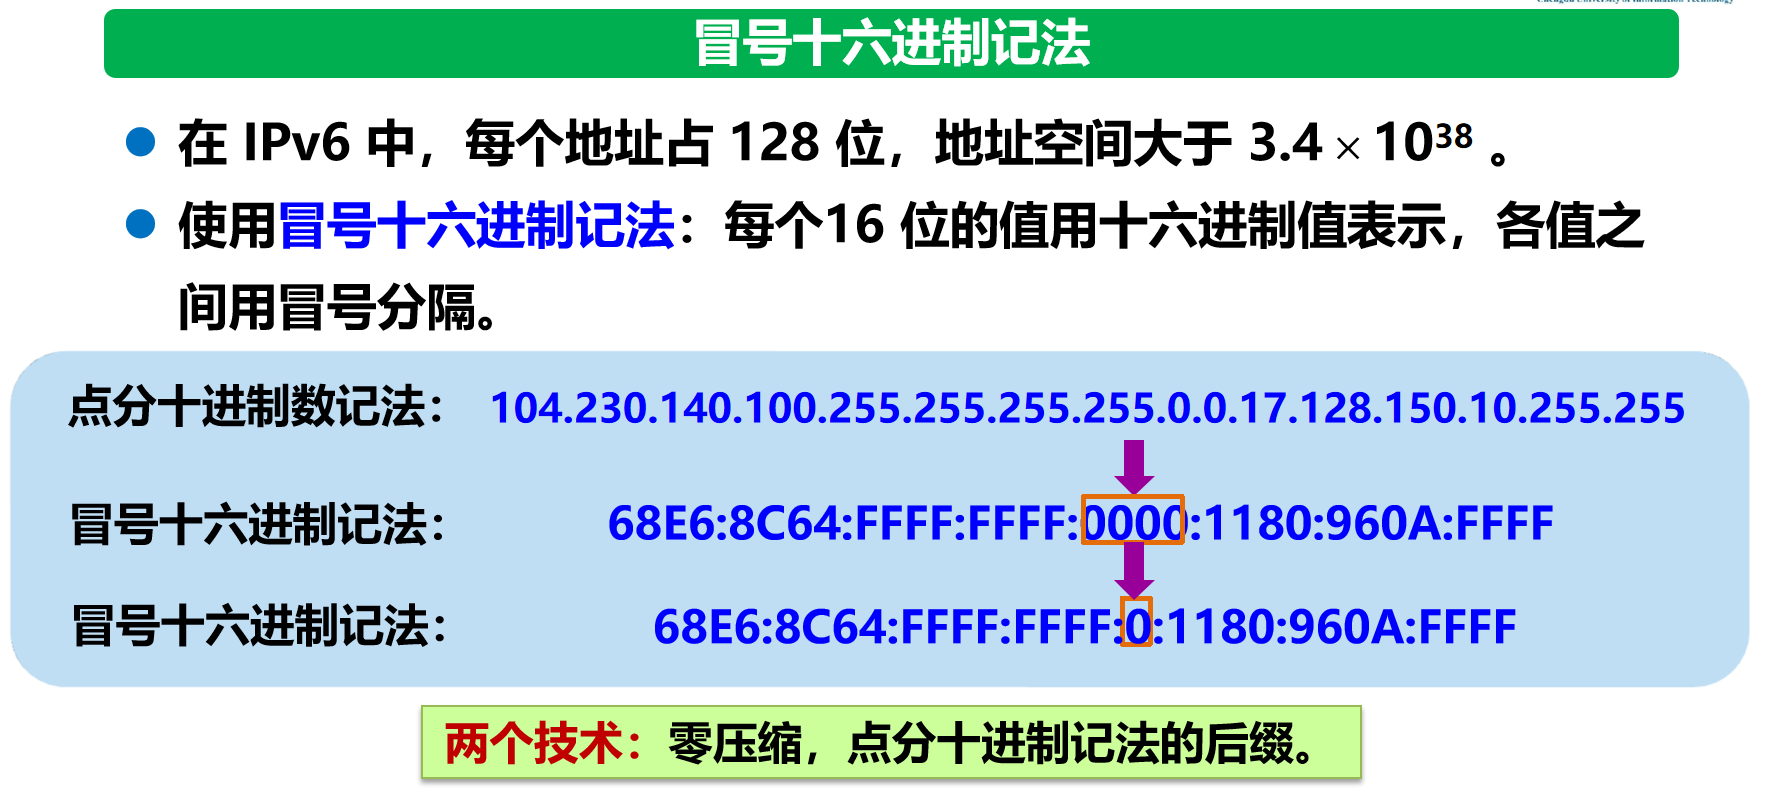 Chengdu University of Information Technology
冒号十六进制记法
在 IPv6 中，每个地址占 128 位，地址空间大于 3.4 × 10³⁸ 。
使用冒号十六进制记法：每个16 位的值用十六进制值表示，各值之
间用冒号分隔。
点分十进制数记法： 104.230.140.100.255.255.255.255.0.0.17.128.150.10.255.255
冒号十六进制记法： 68E6:8C64:FFFF:FFFF:0000:1180:960A:FFFF
冒号十六进制记法： 68E6:8C64:FFFF:FFFF:0:1180:960A:FFFF
两个技术：零压缩，点分十进制记法的后缀。